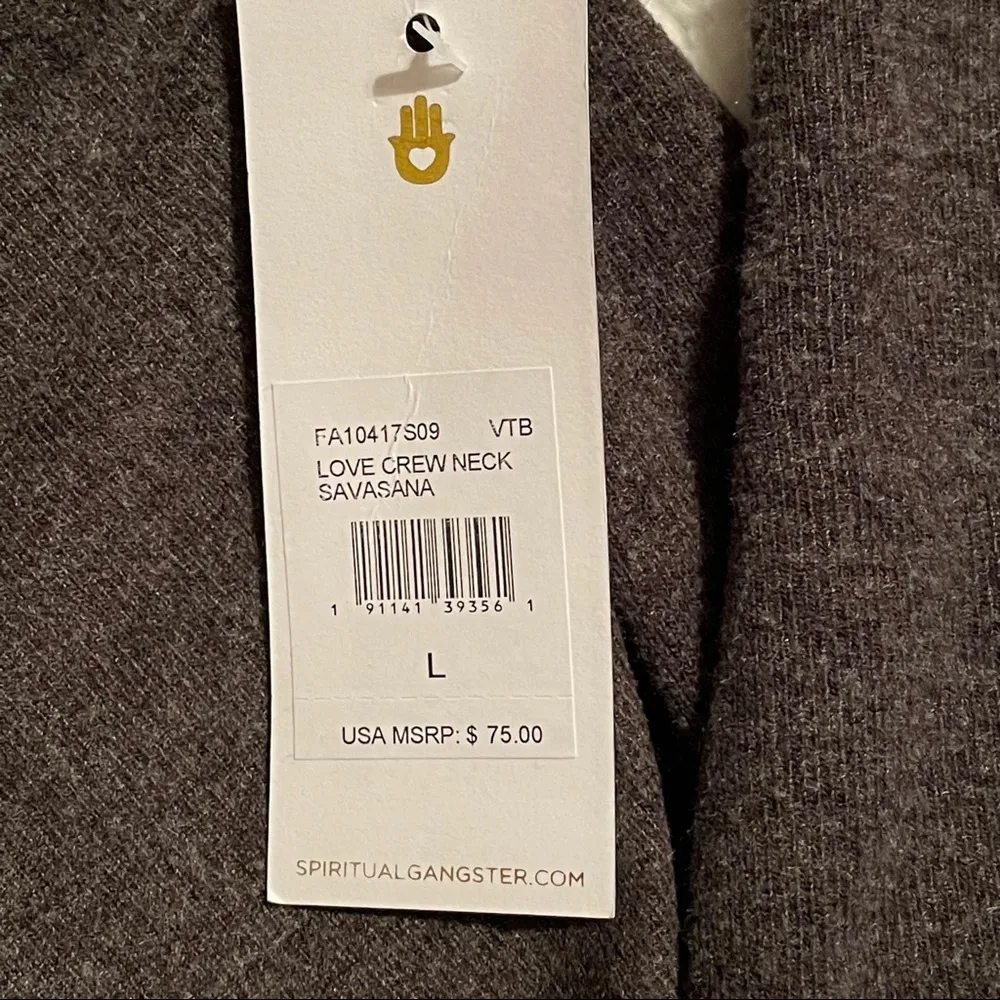 FA10417S09 VTB
LOVE CREW NECK
SAVASANA
1 91141 39356 1
L
USA MSRP: $ 75.00
SPIRITUALGANGSTER.COM